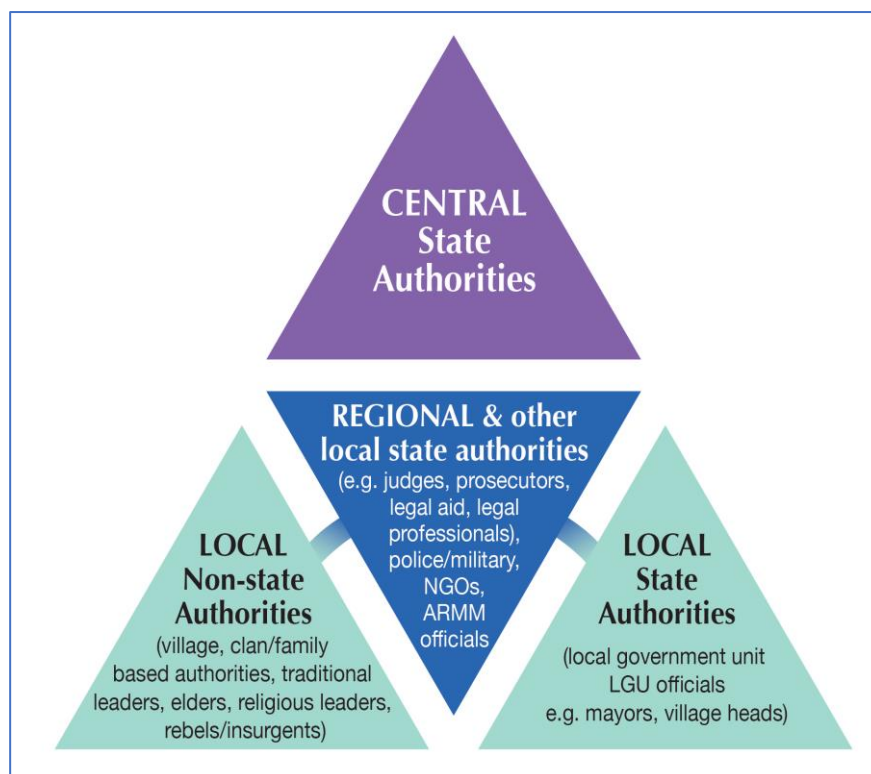 CENTRAL
State
Authorities
REGIONAL & other
local state authorities
(e.g. judges, prosecutors,
legal aid, legal
professionals),
police/military,
NGOs,
ARMM
officials
LOCAL
Non-state
Authorities
(village, clan/family
based authorities, traditional
leaders, elders, religious leaders,
rebels/insurgents)
LOCAL
State
Authorities
(local government unit
LGU officials
e.g. mayors, village heads)